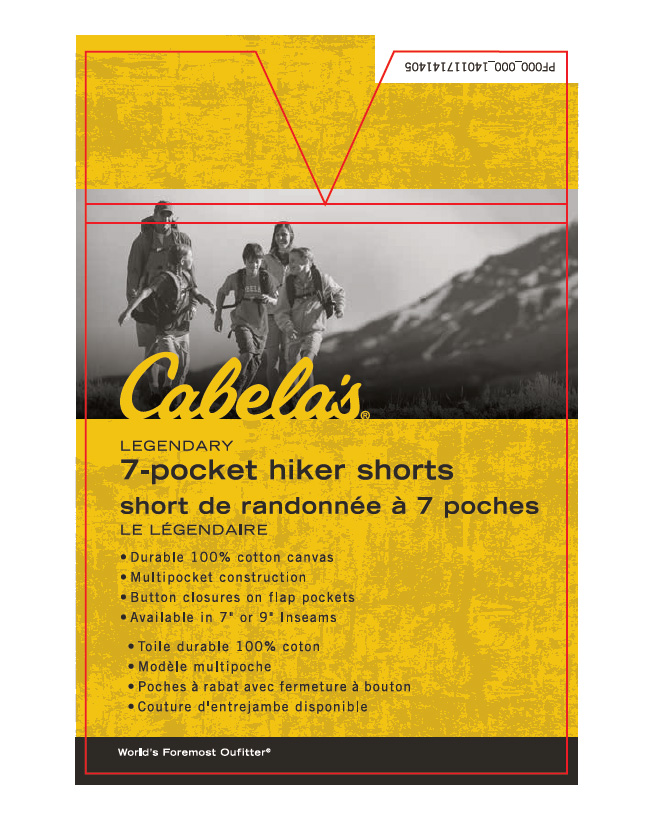 PF000_000_140117141405
Cabela's®
LEGENDARY
7-pocket hiker shorts
short de randonnée à 7 poches
LE LÉGENDAIRE
• Durable 100% cotton canvas
• Multipocket construction
• Button closures on flap pockets
• Available in 7" or 9" Inseams
• Toile durable 100% coton
• Modèle multipoche
• Poches à rabat avec fermeture à bouton
• Couture d'entrejambe disponible
World's Foremost Oufitter®